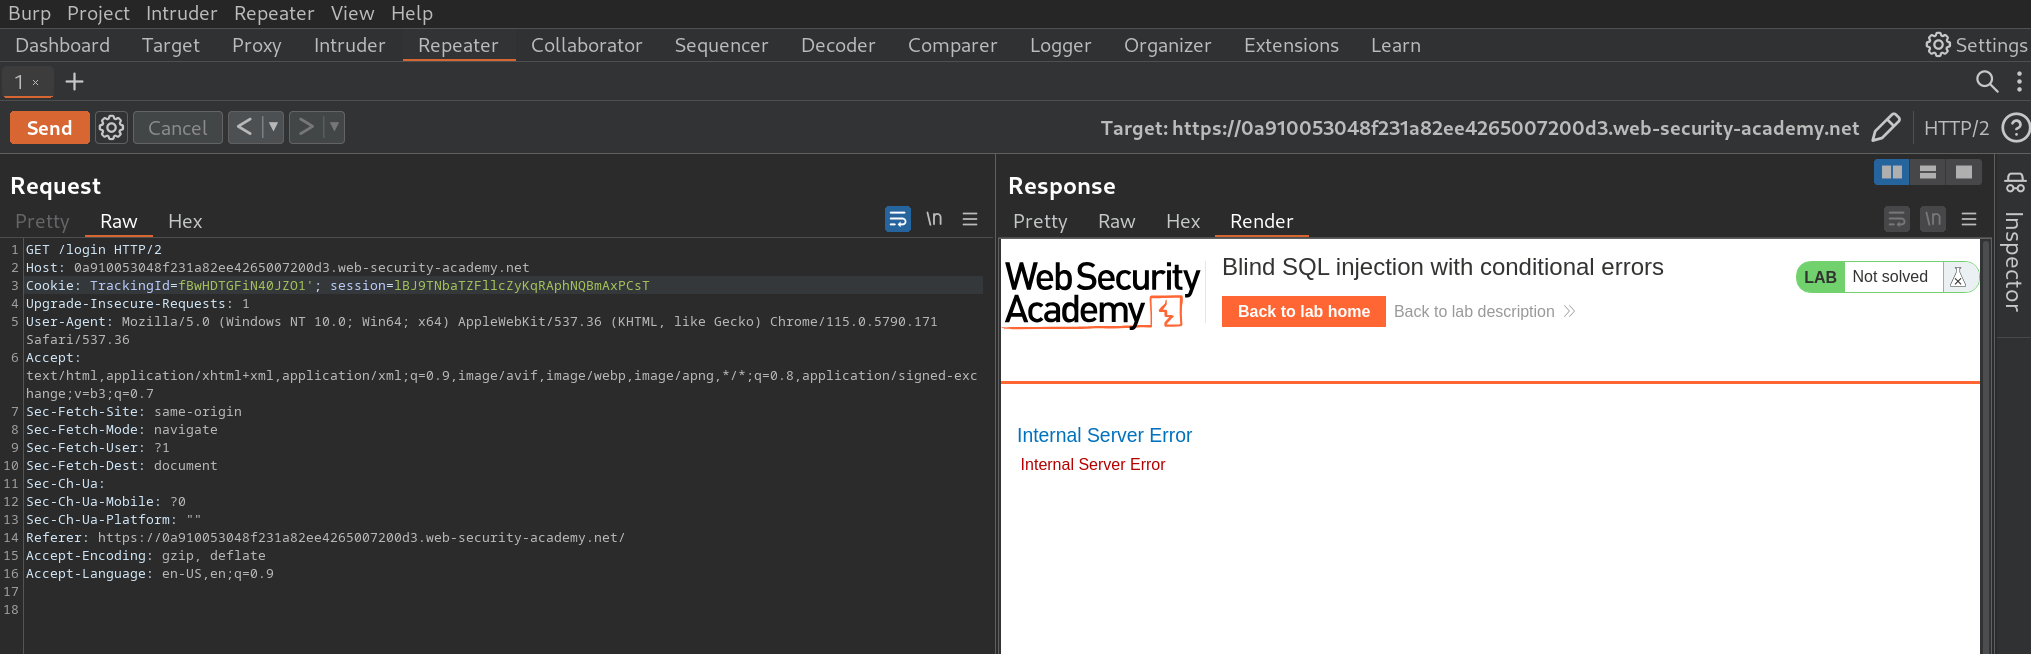 Burp Project Intruder Repeater View Help
Dashboard Target Proxy Intruder Repeater Collaborator Sequencer Decoder Comparer Logger Organizer Extensions Learn Settings
1 × +
Send Cancel < > Target: https://0a910053048f231a82ee4265007200d3.web-security-academy.net HTTP/2 ?
Request
Pretty Raw Hex \n
1 GET /login HTTP/2
2 Host: 0a910053048f231a82ee4265007200d3.web-security-academy.net
3 Cookie: TrackingId=fBwHDTGFiN40JZO1'; session=lBJ9TNbaTZFllcZyKqRAphNQBmAxPCsT
4 Upgrade-Insecure-Requests: 1
5 User-Agent: Mozilla/5.0 (Windows NT 10.0; Win64; x64) AppleWebKit/537.36 (KHTML, like Gecko) Chrome/115.0.5790.171
Safari/537.36
6 Accept:
text/html,application/xhtml+xml,application/xml;q=0.9,image/avif,image/webp,image/apng,*/*;q=0.8,application/signed-exc
hange;v=b3;q=0.7
7 Sec-Fetch-Site: same-origin
8 Sec-Fetch-Mode: navigate
9 Sec-Fetch-User: ?1
10 Sec-Fetch-Dest: document
11 Sec-Ch-Ua:
12 Sec-Ch-Ua-Mobile: ?0
13 Sec-Ch-Ua-Platform: ""
14 Referer: https://0a910053048f231a82ee4265007200d3.web-security-academy.net/
15 Accept-Encoding: gzip, deflate
16 Accept-Language: en-US,en;q=0.9
17
18
Response
Pretty Raw Hex Render \n
Web Security
Academy
Blind SQL injection with conditional errors
Back to lab home Back to lab description
LAB Not solved
Internal Server Error
Internal Server Error
Inspector